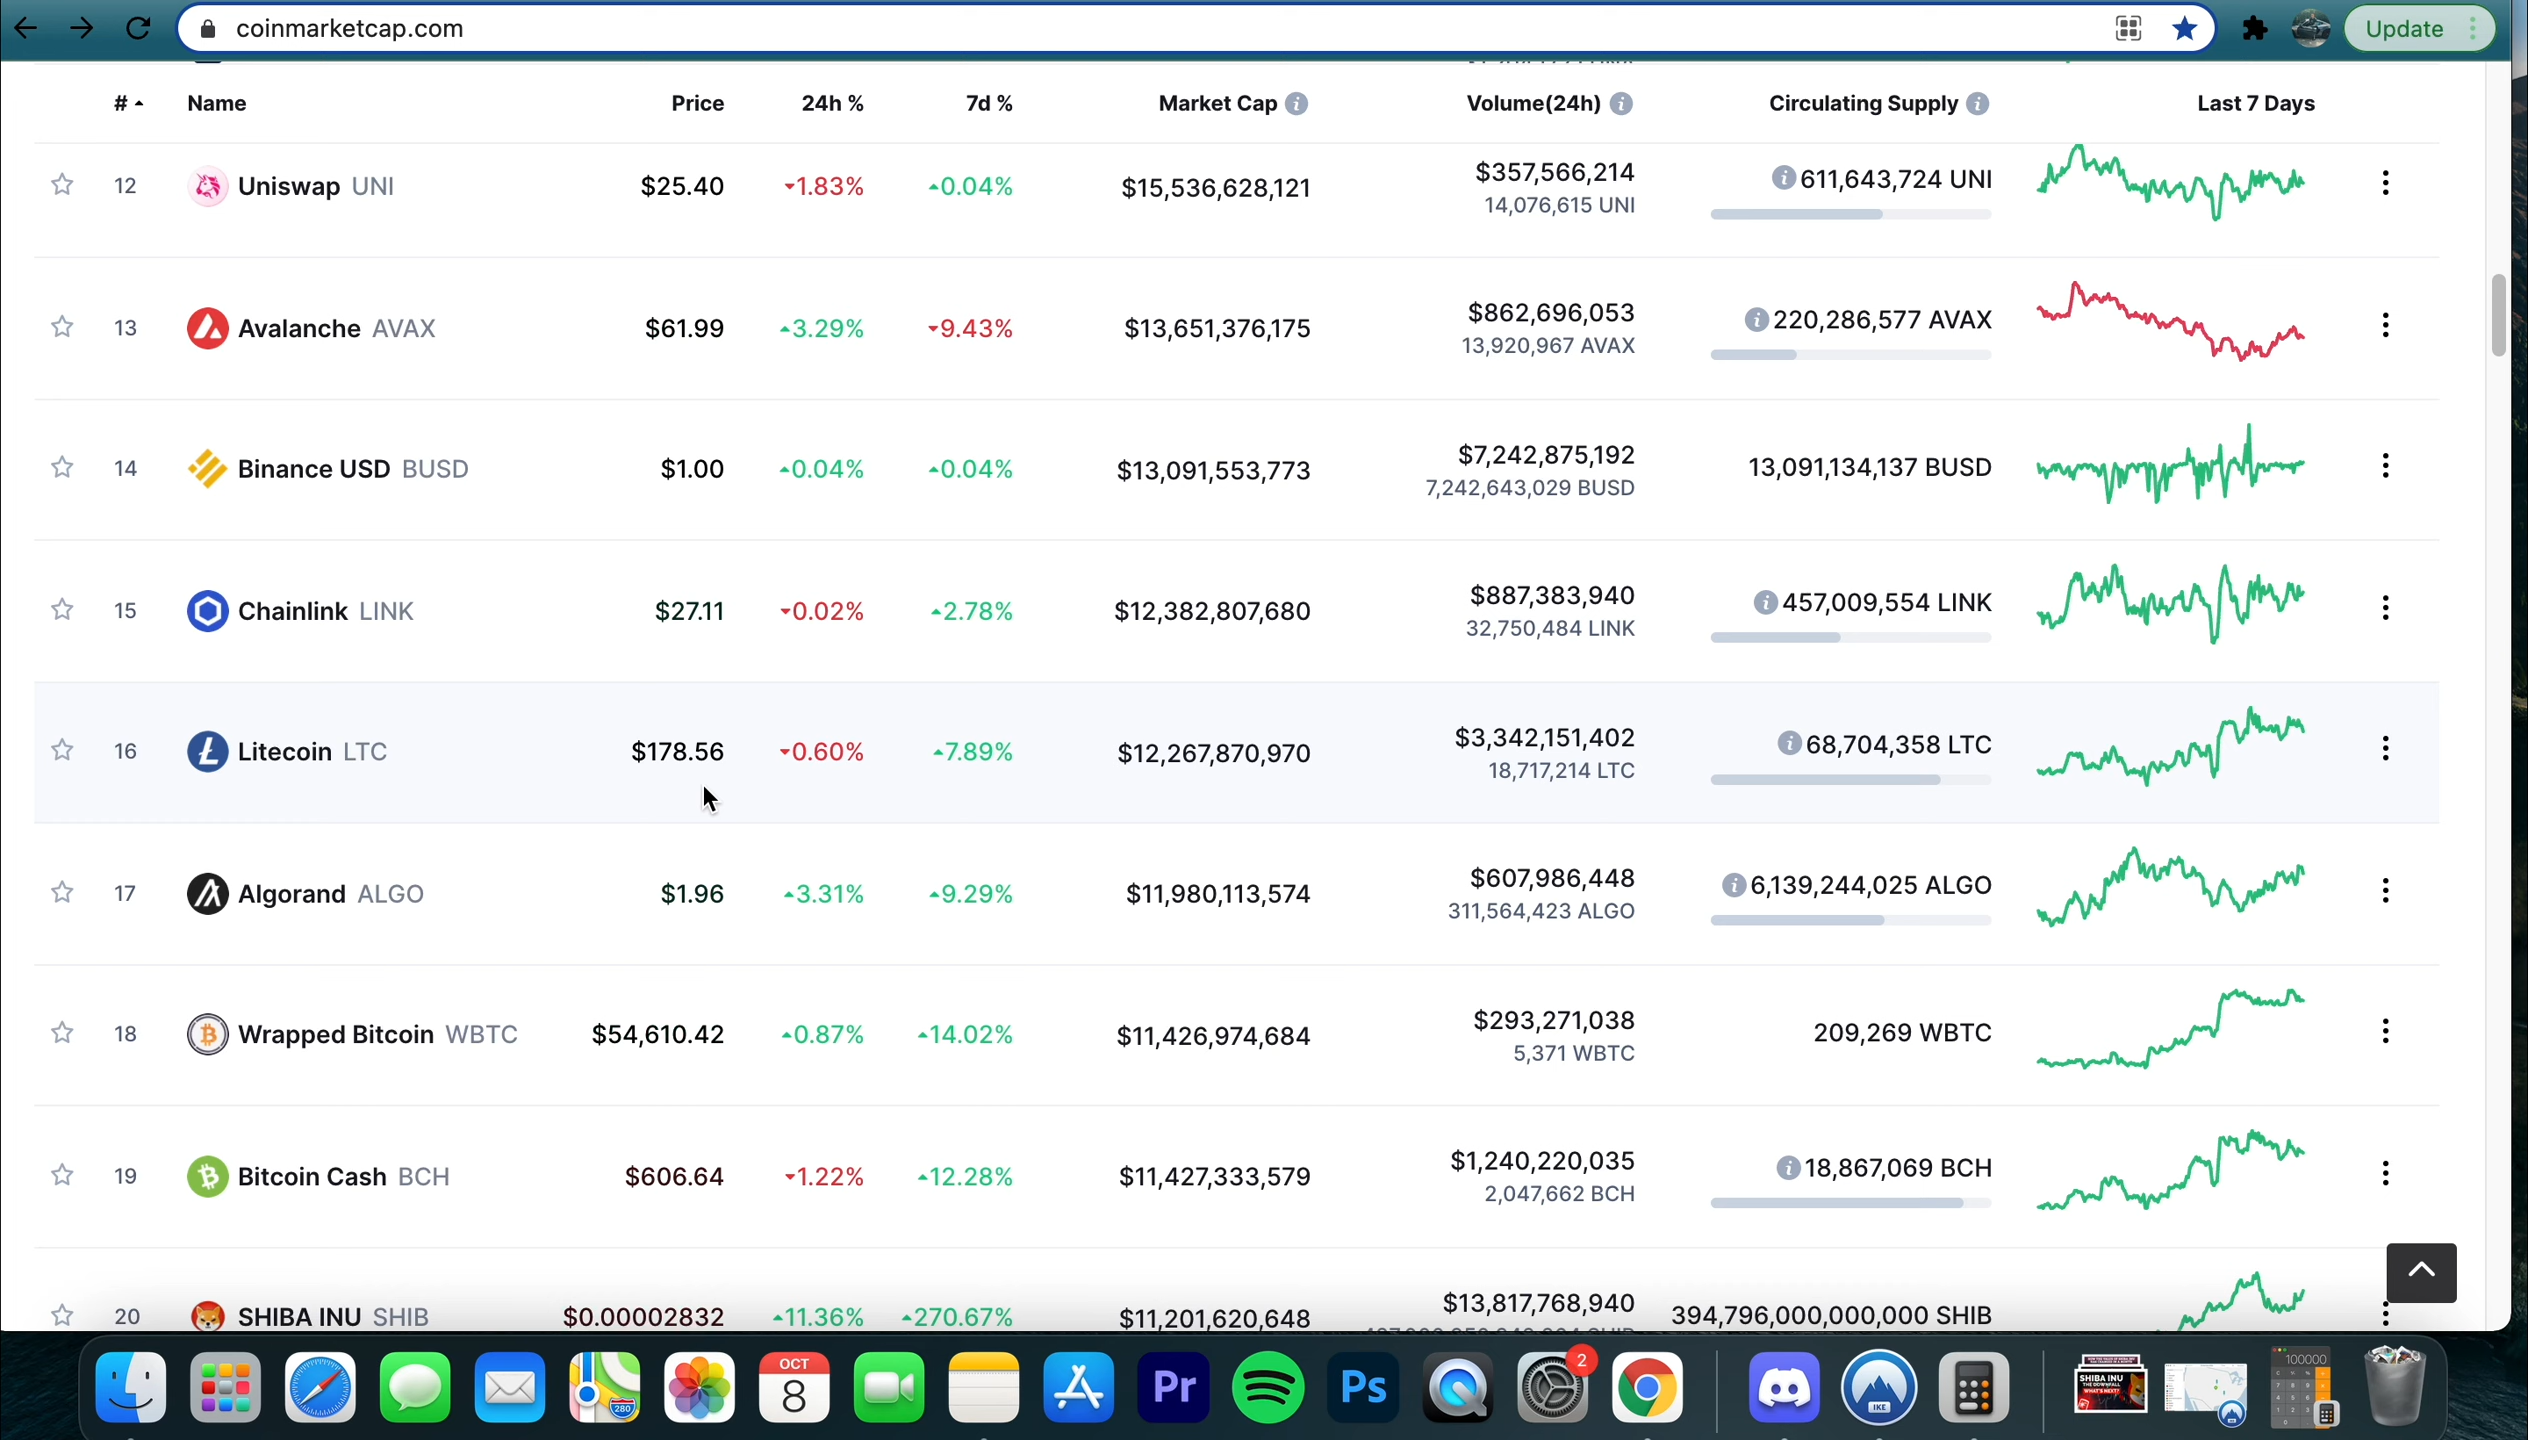 coinmarketcap.com
Update
# Name Price 24h % 7d % Market Cap Volume(24h) Circulating Supply Last 7 Days
12 Uniswap UNI $25.40 1.83% 0.04% $15,536,628,121 $357,566,214 611,643,724 UNI
14,076,615 UNI
13 Avalanche AVAX $61.99 3.29% 9.43% $13,651,376,175 $862,696,053 220,286,577 AVAX
13,920,967 AVAX
14 Binance USD BUSD $1.00 0.04% 0.04% $13,091,553,773 $7,242,875,192 13,091,134,137 BUSD
7,242,643,029 BUSD
15 Chainlink LINK $27.11 0.02% 2.78% $12,382,807,680 $887,383,940 457,009,554 LINK
32,750,484 LINK
16 Litecoin LTC $178.56 0.60% 7.89% $12,267,870,970 $3,342,151,402 68,704,358 LTC
18,717,214 LTC
17 Algorand ALGO $1.96 3.31% 9.29% $11,980,113,574 $607,986,448 6,139,244,025 ALGO
311,564,423 ALGO
18 Wrapped Bitcoin WBTC $54,610.42 0.87% 14.02% $11,426,974,684 $293,271,038 209,269 WBTC
5,371 WBTC
19 Bitcoin Cash BCH $606.64 1.22% 12.28% $11,427,333,579 $1,240,220,035 18,867,069 BCH
2,047,662 BCH
20 SHIBA INU SHIB $0.00002832 11.36% 270.67% $11,201,620,648 $13,817,768,940 394,796,000,000,000 SHIB
OCT
8
280
Pr
Ps
2
IKE
SHIBA INU
THE DOWNFALL
WHAT'S NEXT?
100000